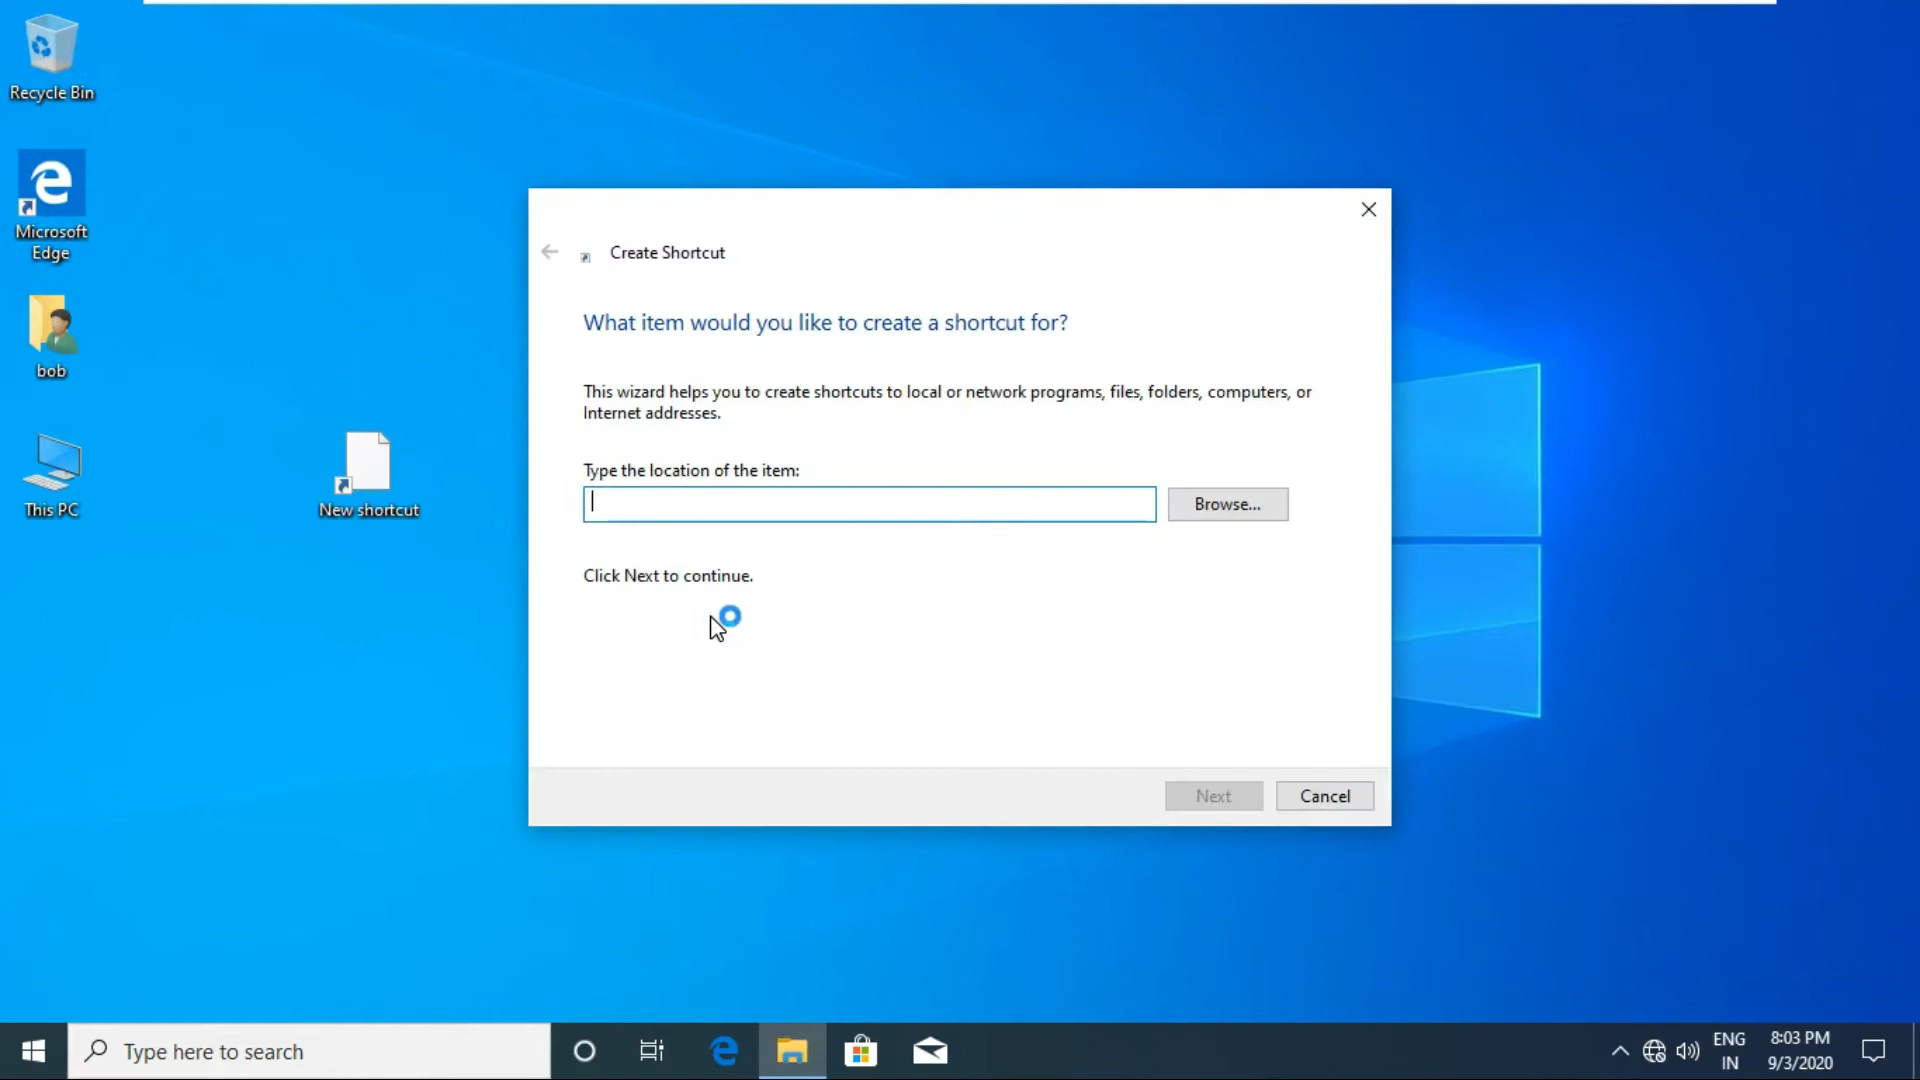 Recycle Bin
Microsoft
Edge
bob
This PC
New shortcut
Create Shortcut
What item would you like to create a shortcut for?
This wizard helps you to create shortcuts to local or network programs, files, folders, computers, or
Internet addresses.
Type the location of the item:
Browse...
Click Next to continue.
Next
Cancel
Type here to search
ENG
IN
8:03 PM
9/3/2020